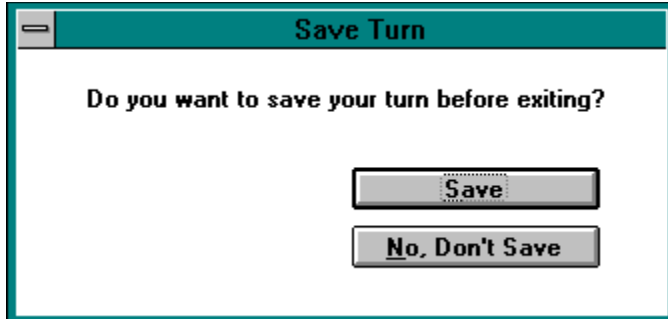 Save Turn
Do you want to save your turn before exiting?
Save
No, Don't Save